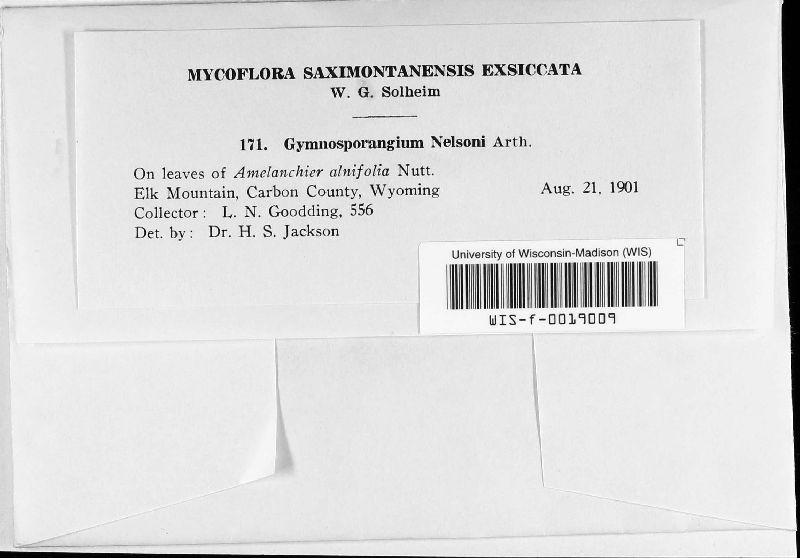 MYCOFLORA SAXIMONTANENSIS EXSICCATA
W. G. Solheim
171. Gymnosporangium Nelsoni Arth.
On leaves of Amelanchier alnifolia Nutt.
Elk Mountain, Carbon County, Wyoming Aug. 21, 1901
Collector: L. N. Goodding, 556
Det. by: Dr. H. S. Jackson
University of Wisconsin-Madison (WIS)
WIS-f-0019009